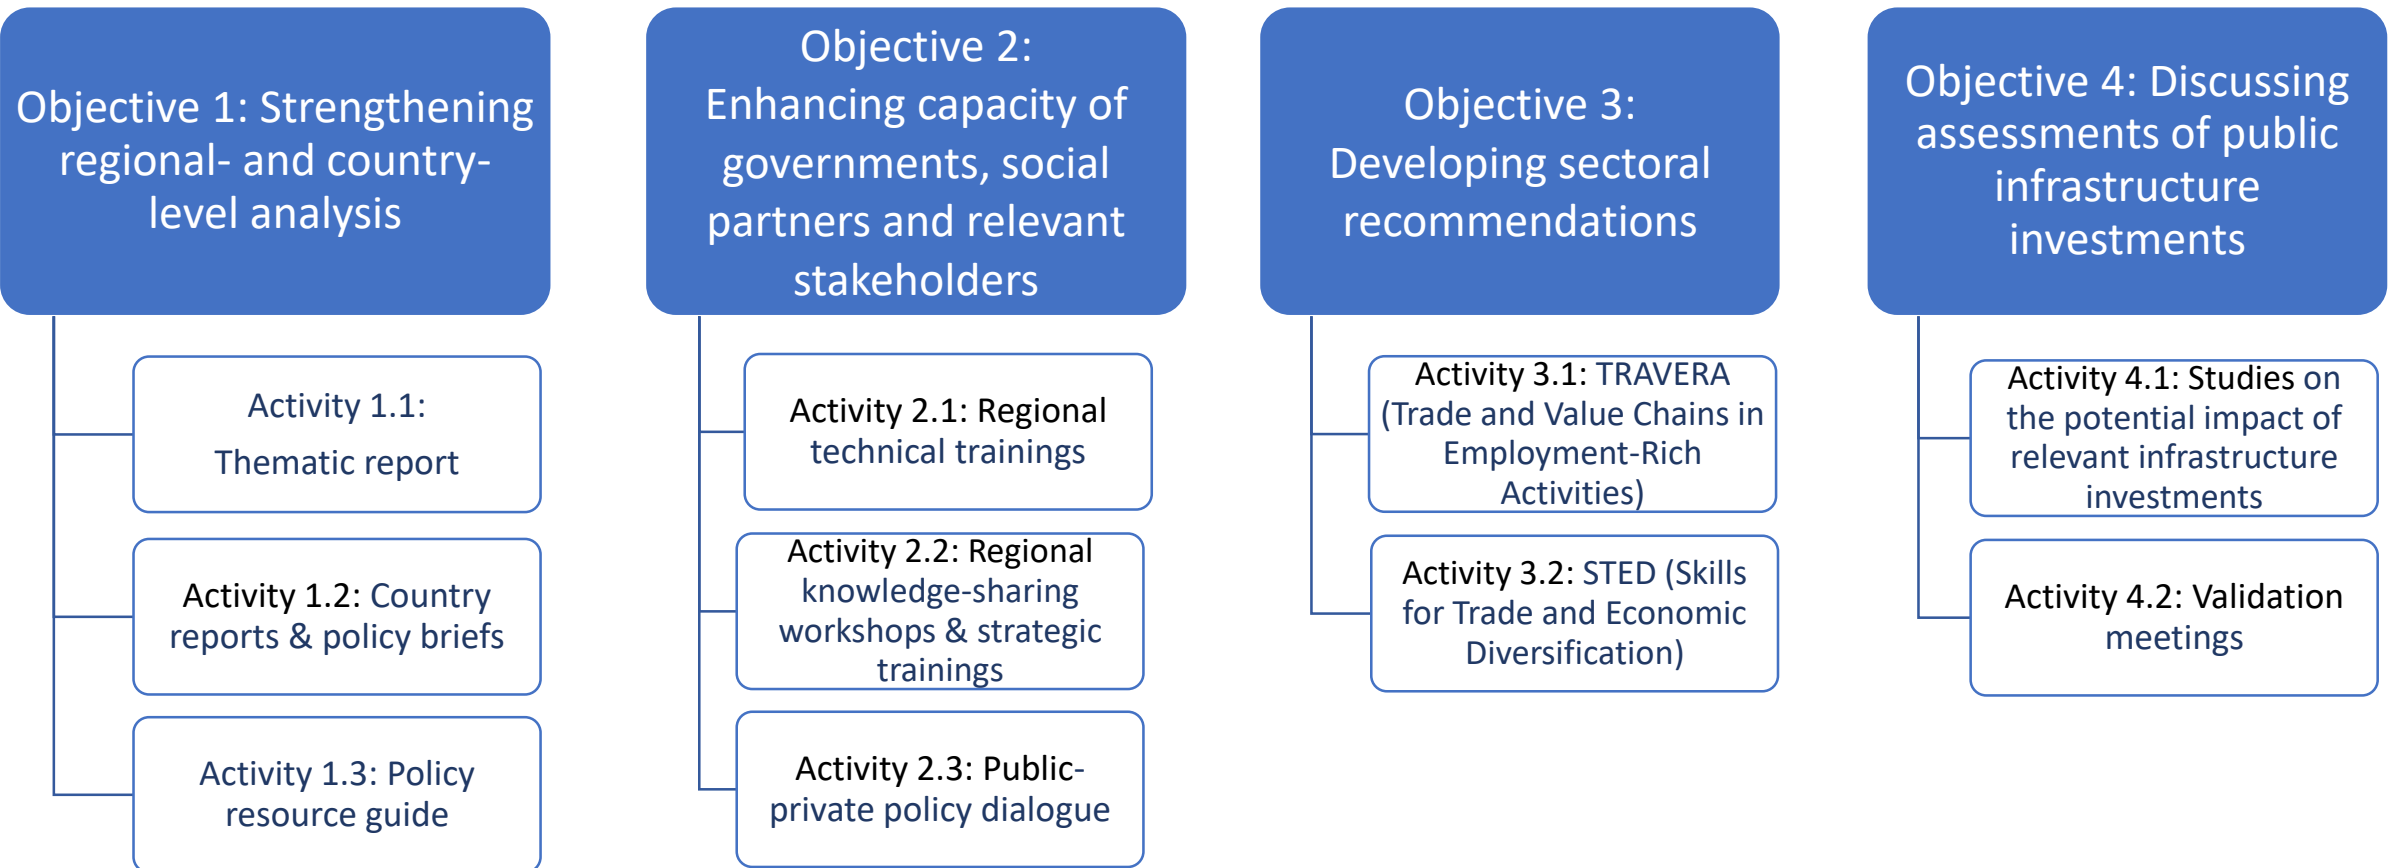 Objective 1: Strengthening
regional- and country-
level analysis
Activity 1.1:
Thematic report
Activity 1.2: Country
reports & policy briefs
Activity 1.3: Policy
resource guide
Objective 2:
Enhancing capacity of
governments, social
partners and relevant
stakeholders
Activity 2.1: Regional
technical trainings
Activity 2.2: Regional
knowledge-sharing
workshops & strategic
trainings
Activity 2.3: Public-
private policy dialogue
Objective 3:
Developing sectoral
recommendations
Activity 3.1: TRAVERA
(Trade and Value Chains in
Employment-Rich
Activities)
Activity 3.2: STED (Skills
for Trade and Economic
Diversification)
Objective 4: Discussing
assessments of public
infrastructure
investments
Activity 4.1: Studies on
the potential impact of
relevant infrastructure
investments
Activity 4.2: Validation
meetings